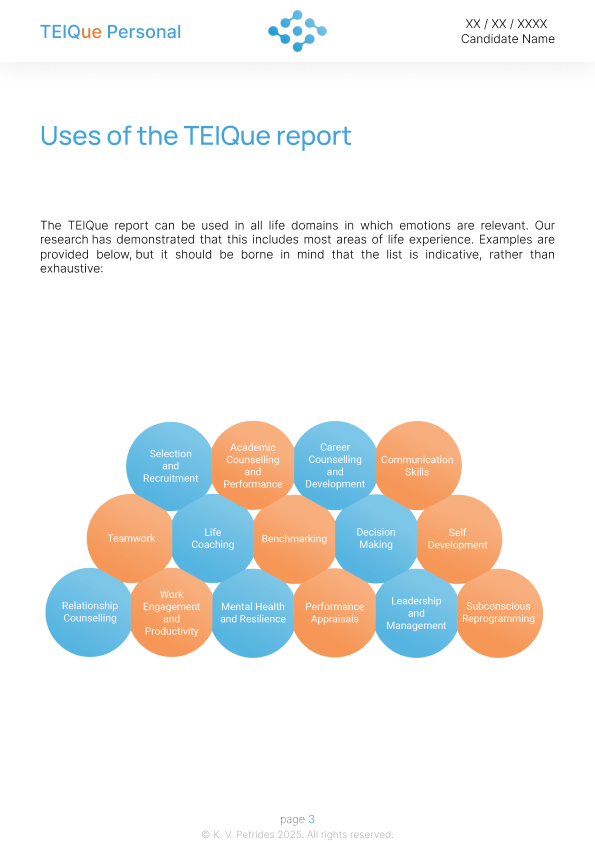 TEIQue Personal
XX / XX / XXXX
Candidate Name
Uses of the TEIQue report
The TEIQue report can be used in all life domains in which emotions are relevant. Our
research has demonstrated that this includes most areas of life experience. Examples are
provided below, but it should be borne in mind that the list is indicative, rather than
exhaustive:
Selection
and
Recruitment
Academic
Counselling
and
Performance
Career
Counselling
and
Development
Communication
Skills
Teamwork
Life
Coaching
Benchmarking
Decision
Making
Self
Development
Relationship
Counselling
Work
Engagement
and
Productivity
Mental Health
and Resilience
Performance
Appraisals
Leadership
and
Management
Subconscious
Reprogramming
page 3
© K. V. Petrides 2025. All rights reserved.